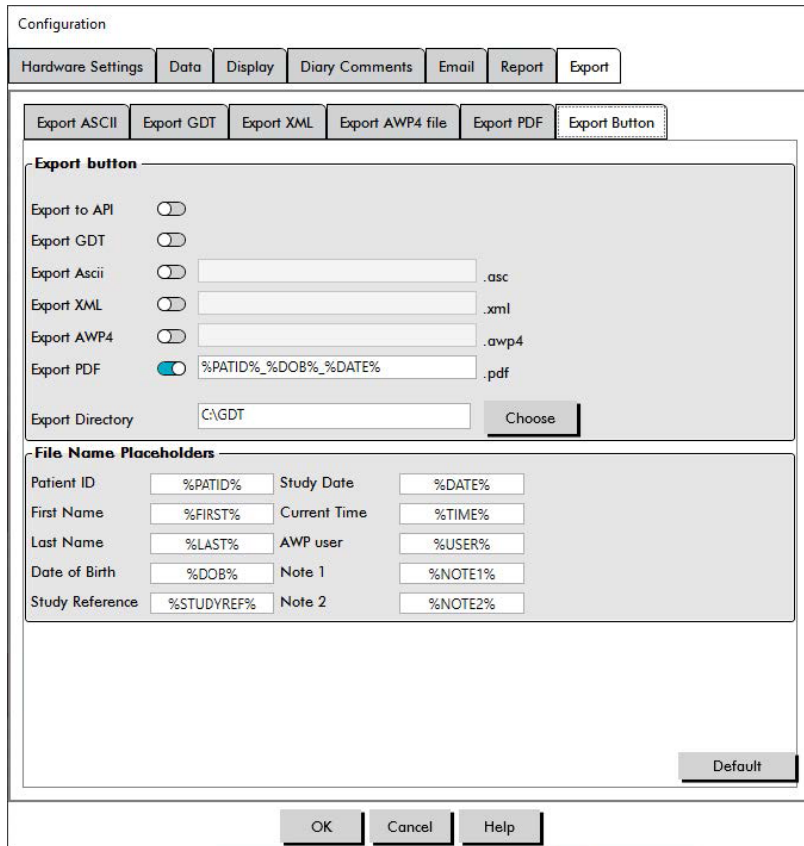 Configuration
Hardware Settings Data Display Diary Comments Email Report Export
Export ASCII Export GDT Export XML Export AWP4 file Export PDF Export Button
Export button
Export to API
Export GDT
Export Ascii .asc
Export XML .xml
Export AWP4 .awp4
Export PDF %PATID%_%DOB%_%DATE% .pdf
Export Directory C:\GDT Choose
File Name Placeholders
Patient ID %PATID% Study Date %DATE%
First Name %FIRST% Current Time %TIME%
Last Name %LAST% AWP user %USER%
Date of Birth %DOB% Note 1 %NOTE1%
Study Reference %STUDYREF% Note 2 %NOTE2%
Default
OK Cancel Help